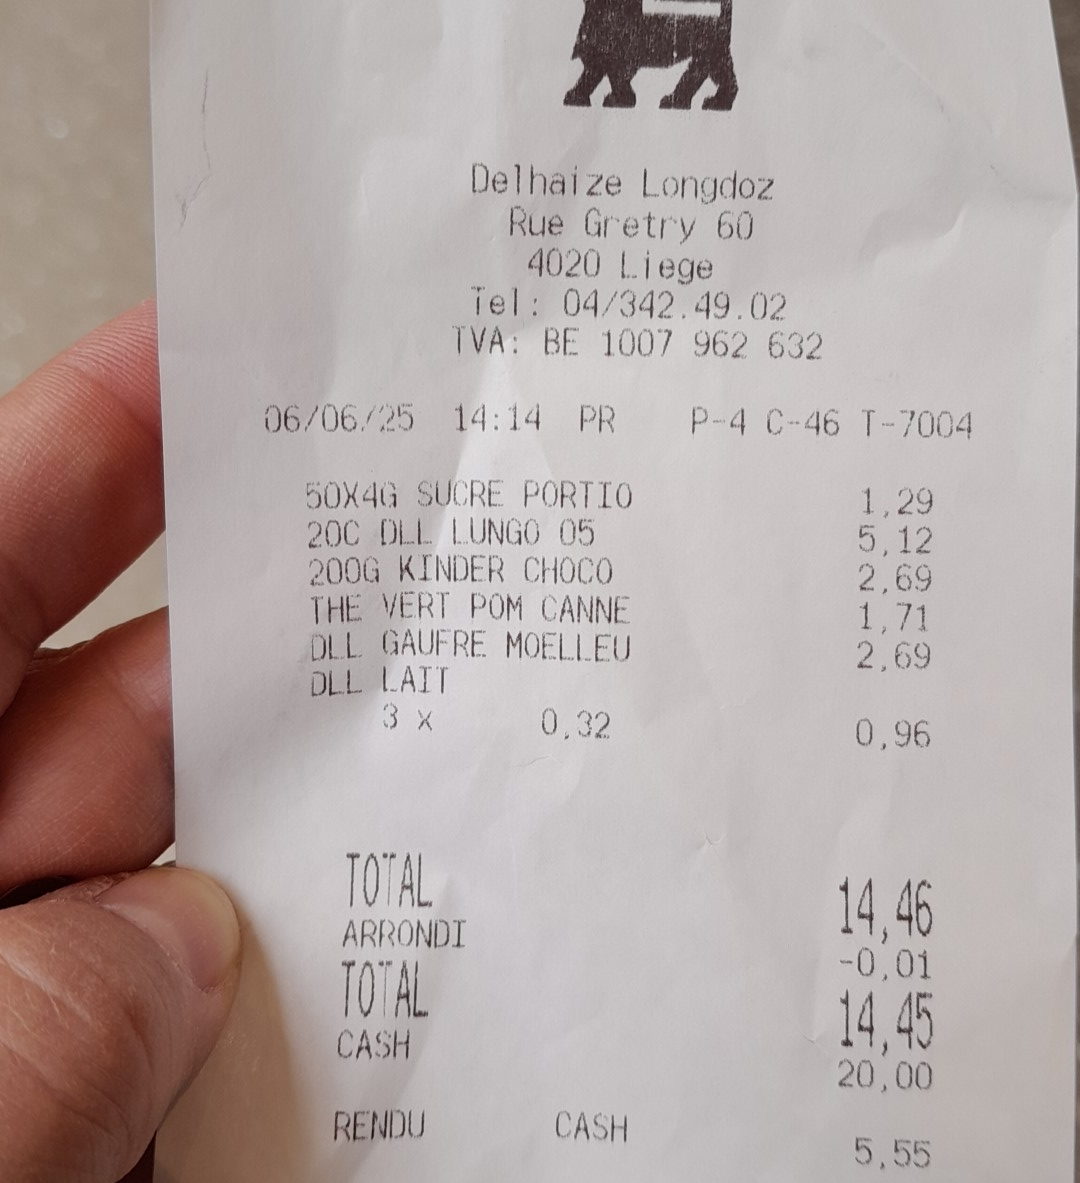 Delhaize Longdoz
Rue Gretry 60
4020 Liege
Tel: 04/342.49.02
TVA: BE 1007 962 632
06/06/25 14:14 PR P-4 C-46 T-7004
50X4G SUCRE PORTIO 1,29
20C DLL LUNGO 05 5,12
200G KINDER CHOCO 2,69
THE VERT POM CANNE 1,71
DLL GAUFRE MOELLEU 2,69
DLL LAIT
3 x 0,32 0,96
TOTAL 14,46
ARRONDI -0,01
TOTAL 14,45
CASH 20,00
RENDU CASH 5,55